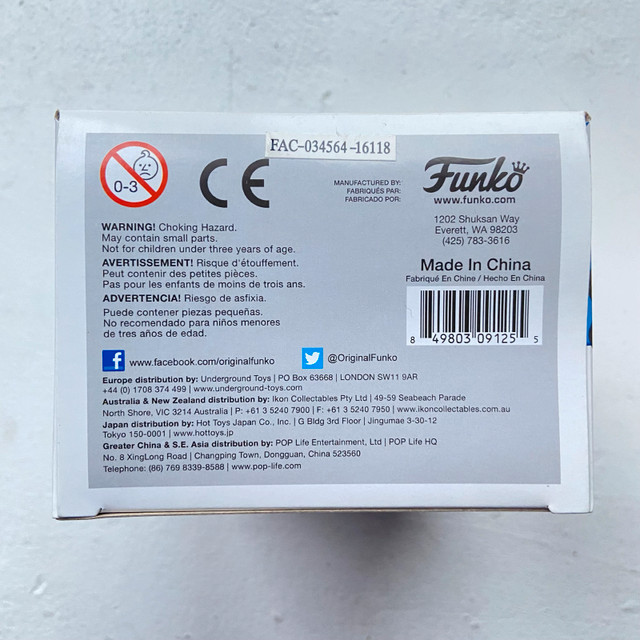 FAC-034564-16118
0-3
CE
MANUFACTURED BY:
FABRIQUÉS PAR:
FABRICADO POR:
Funko
www.funko.com
1202 Shuksan Way
Everett, WA 98203
(425) 783-3616
WARNING! Choking Hazard.
May contain small parts.
Not for children under three years of age.
AVERTISSEMENT! Risque d'étouffement.
Peut contenir des petites pièces.
Pas pour les enfants de moins de trois ans.
ADVERTENCIA! Riesgo de asfixia.
Puede contener piezas pequeñas.
No recomendado para niños menores
de tres años de edad.
Made In China
Fabriqué En Chine / Hecho En China
8 49803 09125 5
www.facebook.com/originalfunko
@OriginalFunko
Europe distribution by: Underground Toys | PO Box 63668 | LONDON SW11 9AR
+44 (0) 1708 374 499 | www.underground-toys.com
Australia & New Zealand distribution by: Ikon Collectables Pty Ltd | 49-59 Seabeach Parade
North Shore, VIC 3214 Australia | P: +61 3 5240 7900 | F: +61 3 5240 7950 | www.ikoncollectables.com.au
Japan distribution by: Hot Toys Japan Co., Inc. | G Bldg 3rd Floor | Jingumae 3-30-12
Tokyo 150-0001 | www.hottoys.jp
Greater China & S.E. Asia distribution by: POP Life Entertainment, Ltd | POP Life HQ
No. 8 XingLong Road | Changping Town, Dongguan, China 523560
Telephone: (86) 769 8339-8588 | www.pop-life.com